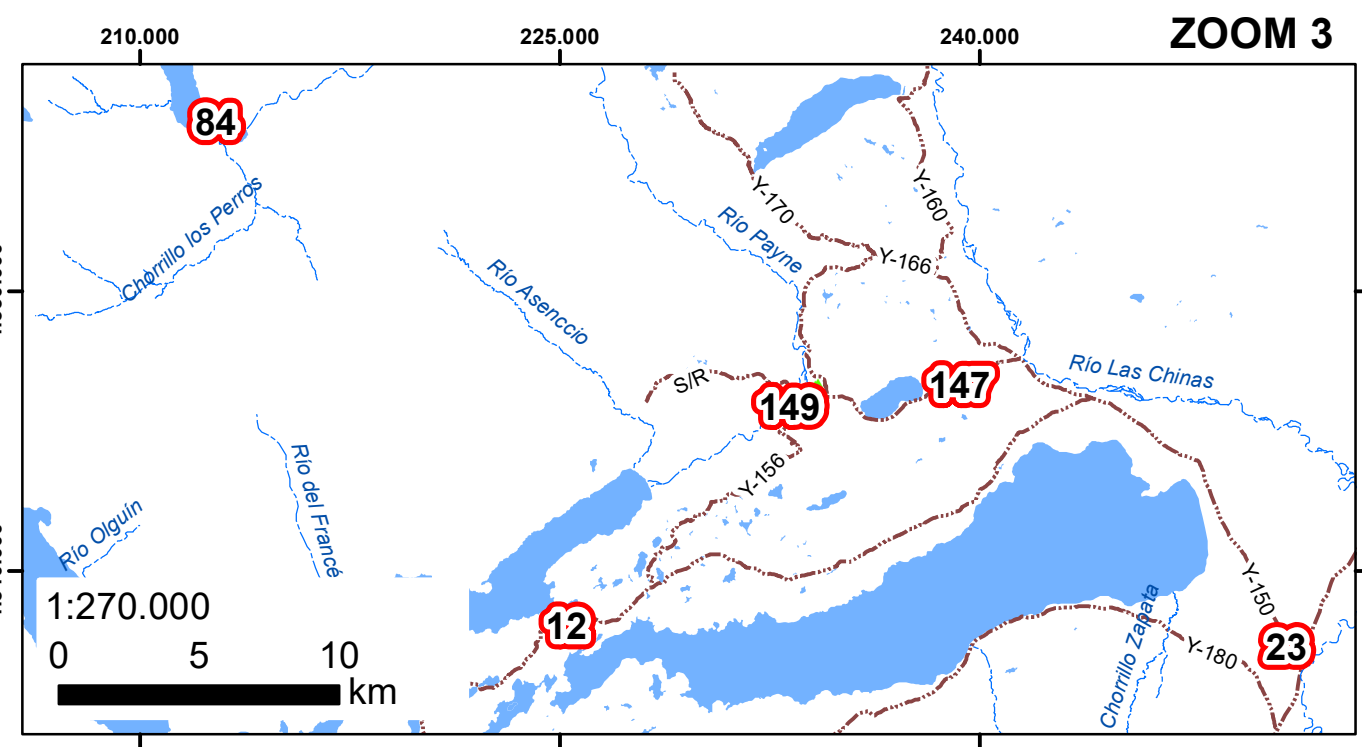 210.000
225.000
240.000
ZOOM 3
84
Chorrillo los Perros
Río Payne
Y-170
Y-160
Y-166
Río Asenccio
S/R
149
147
Río Las Chinas
Y-156
Río Olguin
Río del Francé
12
Y-150
Chorrillo Zapata
Y-180
23
1:270.000
0 5 10
km